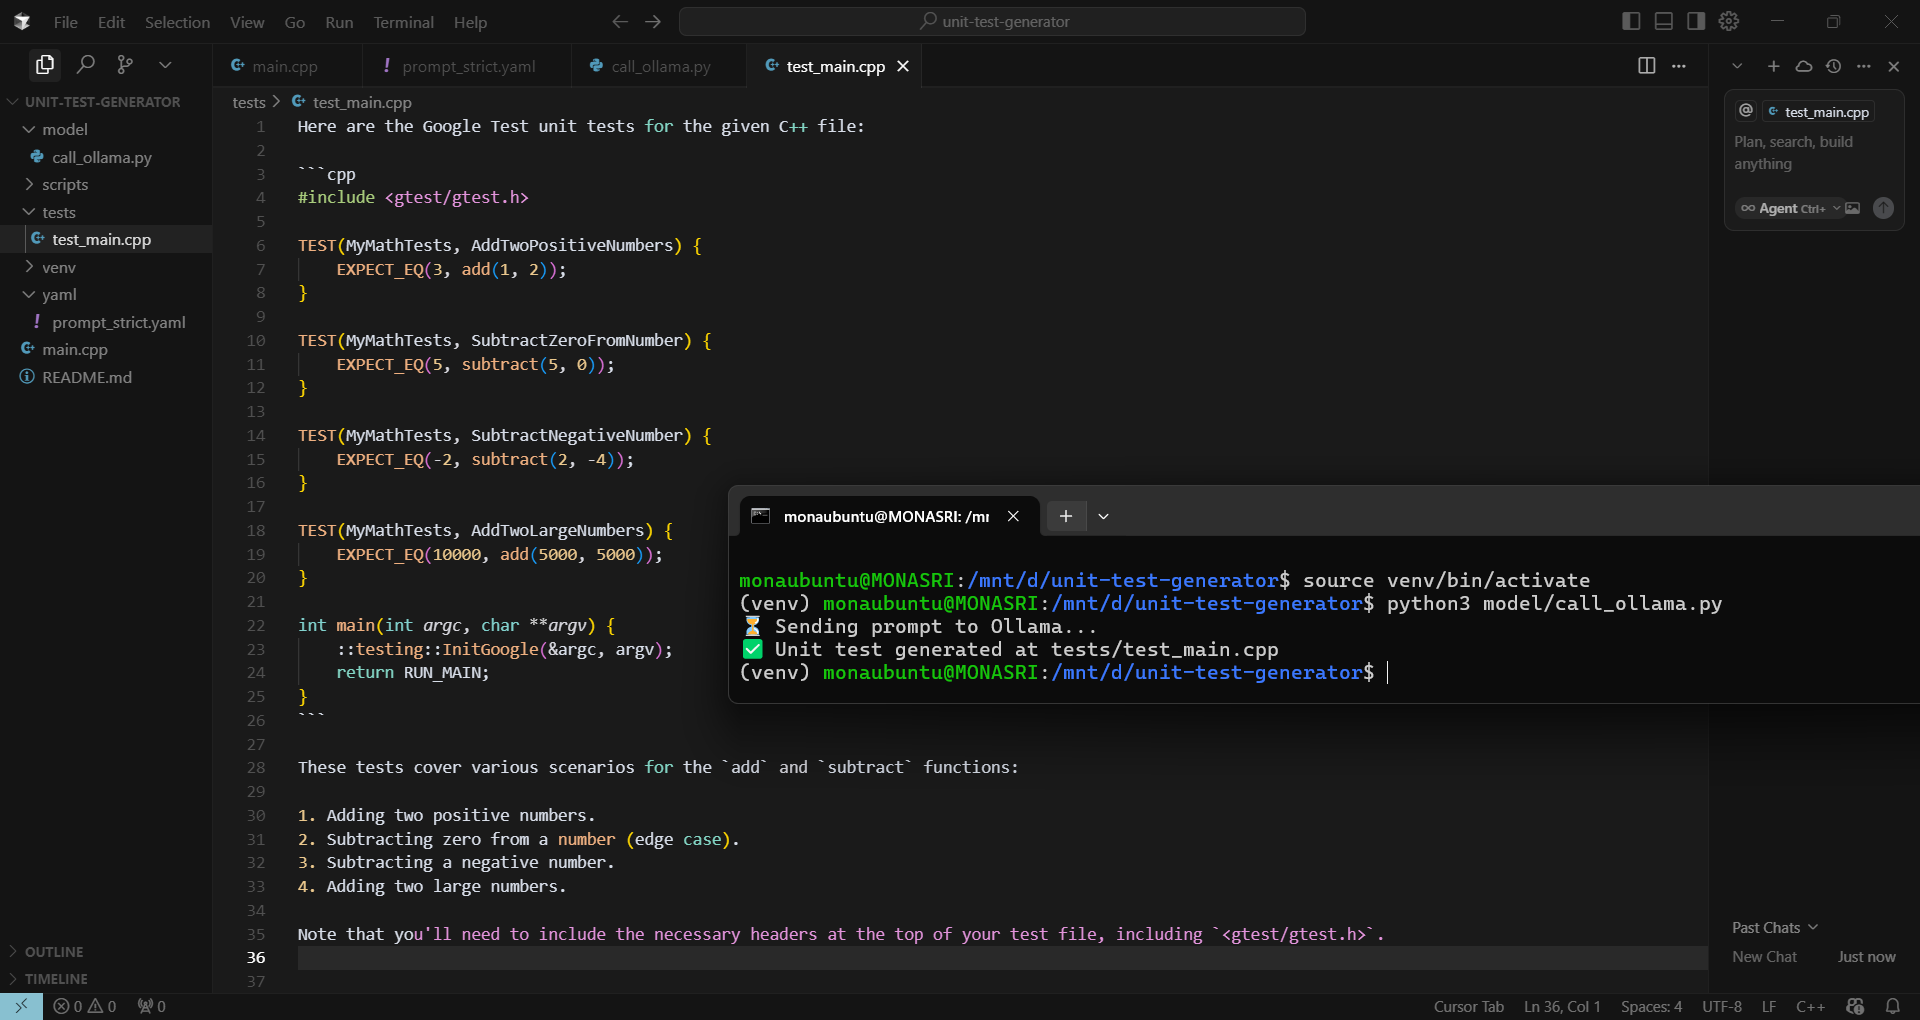 File Edit Selection View Go Run Terminal Help
unit-test-generator
main.cpp
! prompt_strict.yaml
call_ollama.py
test_main.cpp
UNIT-TEST-GENERATOR
model
call_ollama.py
scripts
tests
test_main.cpp
venv
yaml
! prompt_strict.yaml
main.cpp
README.md
OUTLINE
TIMELINE
tests > test_main.cpp
1 Here are the Google Test unit tests for the given C++ file:
2
3 ```cpp
4 #include <gtest/gtest.h>
5
6 TEST(MyMathTests, AddTwoPositiveNumbers) {
7 EXPECT_EQ(3, add(1, 2));
8 }
9
10 TEST(MyMathTests, SubtractZeroFromNumber) {
11 EXPECT_EQ(5, subtract(5, 0));
12 }
13
14 TEST(MyMathTests, SubtractNegativeNumber) {
15 EXPECT_EQ(-2, subtract(2, -4));
16 }
17
18 TEST(MyMathTests, AddTwoLargeNumbers) {
19 EXPECT_EQ(10000, add(5000, 5000));
20 }
21
22 int main(int argc, char **argv) {
23 ::testing::InitGoogle(&argc, argv);
24 return RUN_MAIN;
25 }
26 ```
27
28 These tests cover various scenarios for the `add` and `subtract` functions:
29
30 1. Adding two positive numbers.
31 2. Subtracting zero from a number (edge case).
32 3. Subtracting a negative number.
33 4. Adding two large numbers.
34
35 Note that you'll need to include the necessary headers at the top of your test file, including `<gtest/gtest.h>`.
36
37
monaubuntu@MONASRI: /mn
monaubuntu@MONASRI:/mnt/d/unit-test-generator$ source venv/bin/activate
(venv) monaubuntu@MONASRI:/mnt/d/unit-test-generator$ python3 model/call_ollama.py
⏳ Sending prompt to Ollama...
✅ Unit test generated at tests/test_main.cpp
(venv) monaubuntu@MONASRI:/mnt/d/unit-test-generator$
@ test_main.cpp
Plan, search, build
anything
∞ Agent Ctrl+
Past Chats
New Chat Just now
0 0 0
Cursor Tab Ln 36, Col 1 Spaces: 4 UTF-8 LF C++